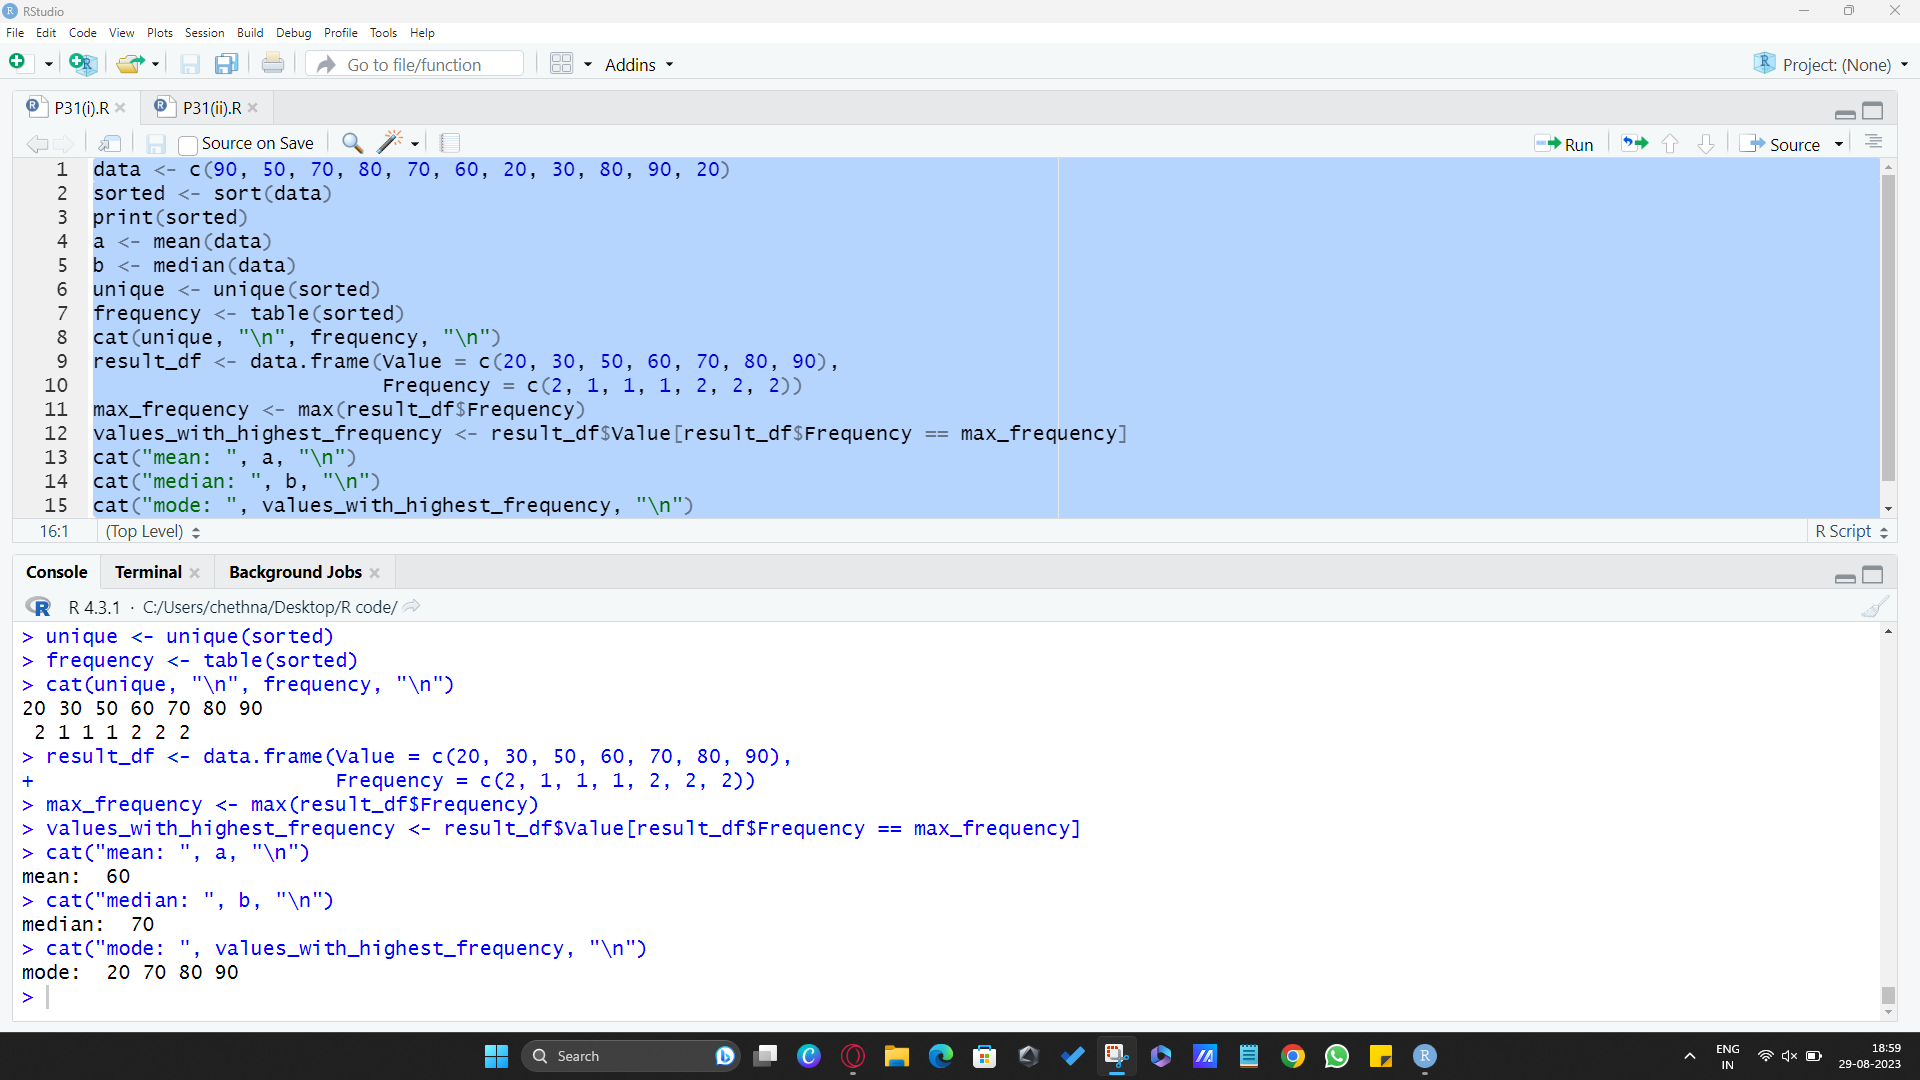 RStudio
File Edit Code View Plots Session Build Debug Profile Tools Help
Go to file/function Addins Project: (None)
P31(i).R P31(ii).R
Source on Save Run Source
1 data <- c(90, 50, 70, 80, 70, 60, 20, 30, 80, 90, 20)
2 sorted <- sort(data)
3 print(sorted)
4 a <- mean(data)
5 b <- median(data)
6 unique <- unique(sorted)
7 frequency <- table(sorted)
8 cat(unique, "\n", frequency, "\n")
9 result_df <- data.frame(Value = c(20, 30, 50, 60, 70, 80, 90),
10 Frequency = c(2, 1, 1, 1, 2, 2, 2))
11 max_frequency <- max(result_df$Frequency)
12 values_with_highest_frequency <- result_df$Value[result_df$Frequency == max_frequency]
13 cat("mean: ", a, "\n")
14 cat("median: ", b, "\n")
15 cat("mode: ", values_with_highest_frequency, "\n")
16:1 (Top Level) R Script
Console Terminal Background Jobs
R 4.3.1 · C:/Users/chethna/Desktop/R code/
> unique <- unique(sorted)
> frequency <- table(sorted)
> cat(unique, "\n", frequency, "\n")
20 30 50 60 70 80 90
2 1 1 1 2 2 2
> result_df <- data.frame(Value = c(20, 30, 50, 60, 70, 80, 90),
+ Frequency = c(2, 1, 1, 1, 2, 2, 2))
> max_frequency <- max(result_df$Frequency)
> values_with_highest_frequency <- result_df$Value[result_df$Frequency == max_frequency]
> cat("mean: ", a, "\n")
mean:  60
> cat("median: ", b, "\n")
median:  70
> cat("mode: ", values_with_highest_frequency, "\n")
mode:  20 70 80 90
>
Search ENG 18:59
IN 29-08-2023